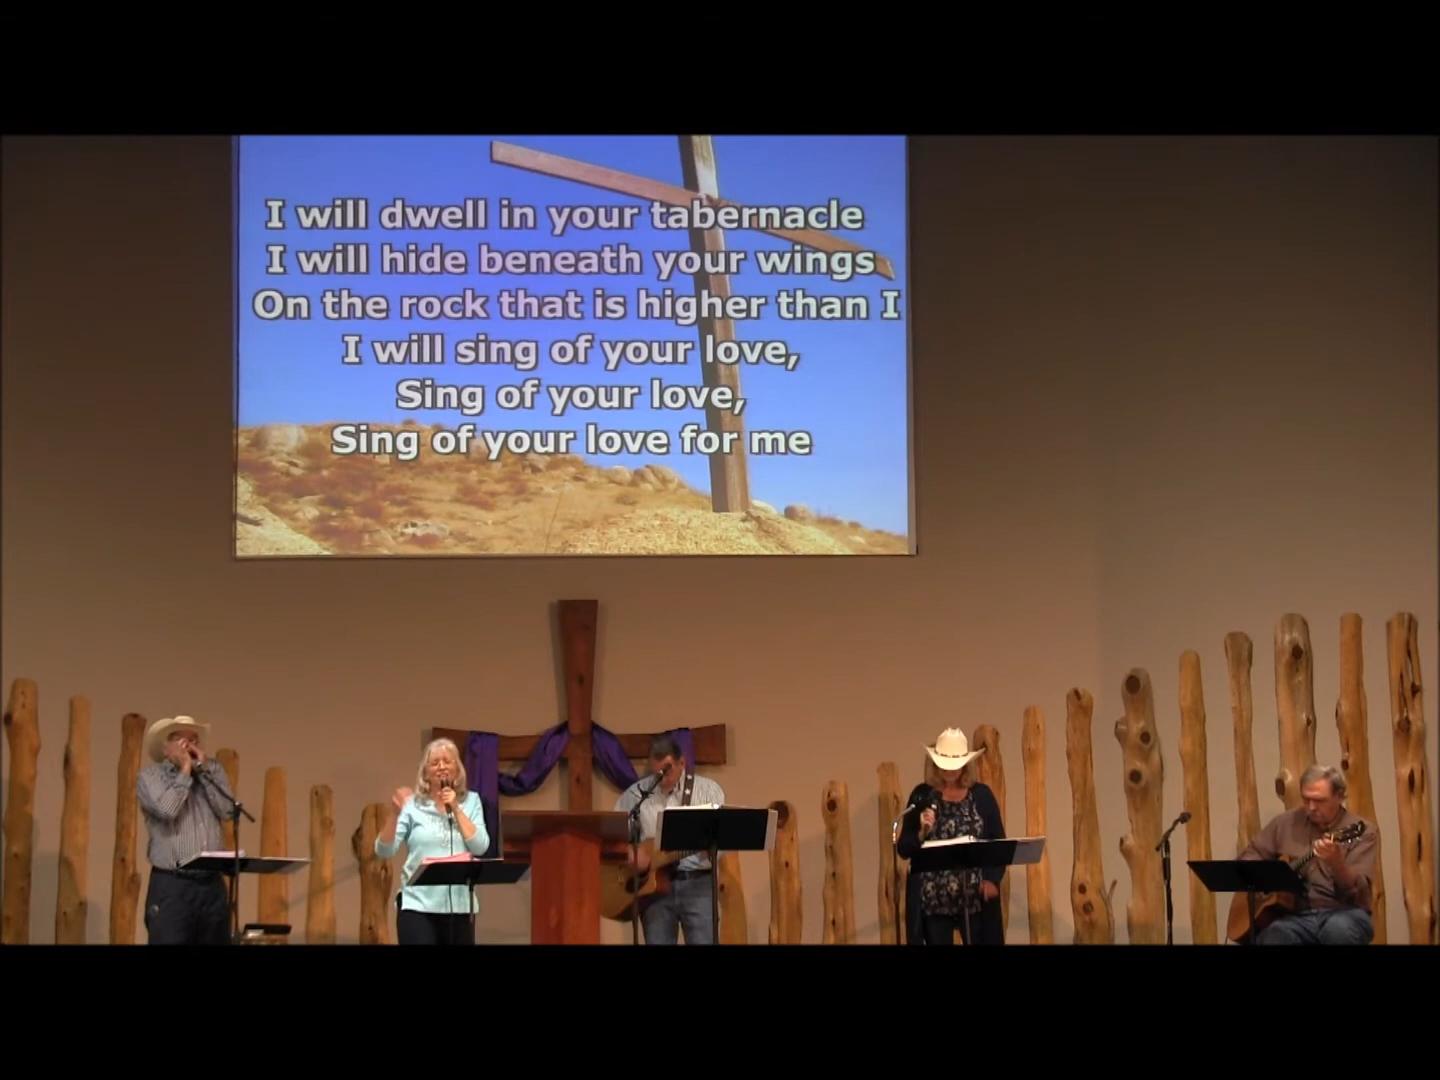 I will dwell in your tabernacle
I will hide beneath your wings
On the rock that is higher than I
I will sing of your love,
Sing of your love,
Sing of your love for me